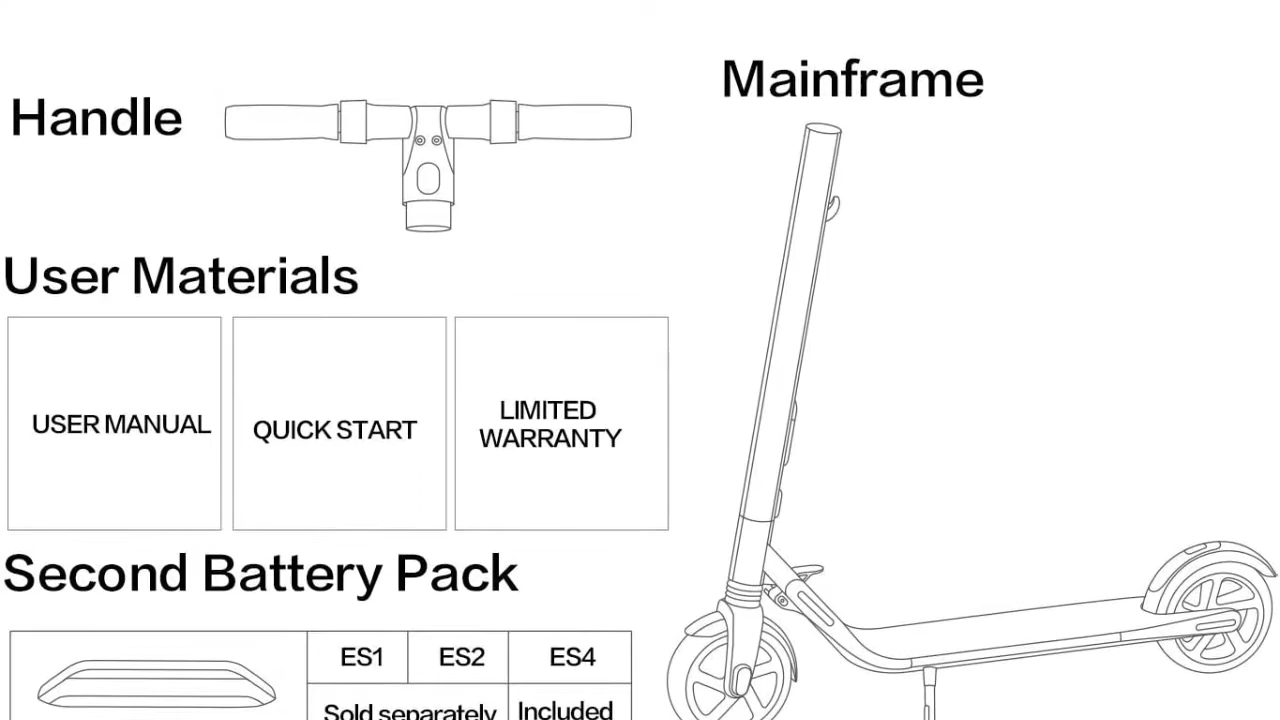 Handle
Mainframe
User Materials
USER MANUAL
QUICK START
LIMITED
WARRANTY
Second Battery Pack
ES1
ES2
ES4
Sold separately
Included